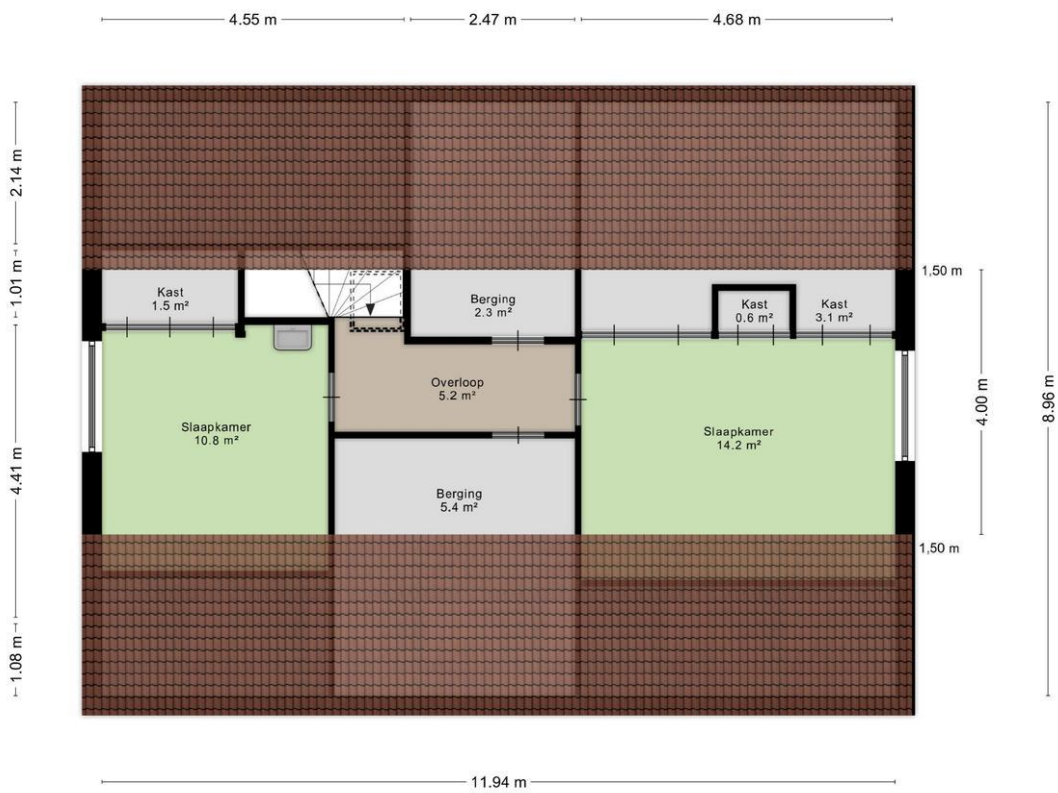 4.55 m
2.47 m
4.68 m
2.14 m
1.01 m
4.41 m
1.08 m
Kast
1.5 m²
Berging
2.3 m²
Kast
0.6 m²
Kast
3.1 m²
1,50 m
Overloop
5.2 m²
Slaapkamer
10.8 m²
Slaapkamer
14.2 m²
Berging
5.4 m²
1,50 m
4.00 m
8.96 m
11.94 m